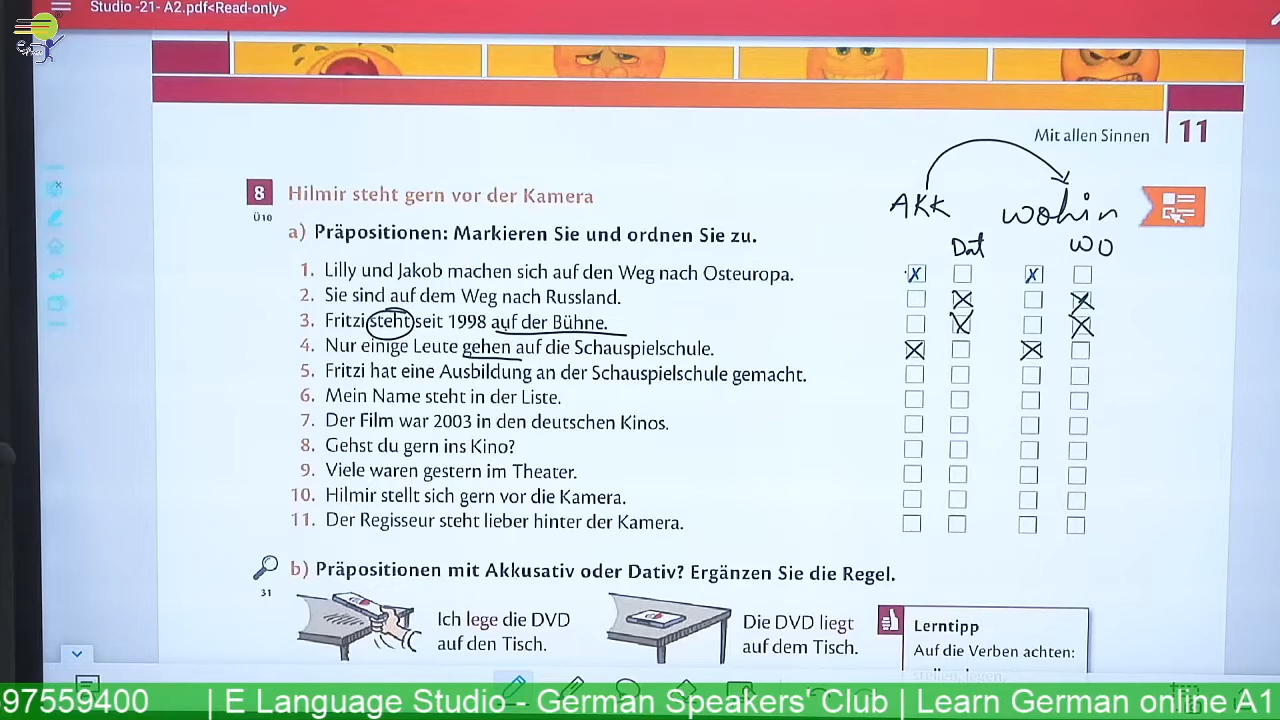 Studio -21- A2.pdf<Read-only>
Mit allen Sinnen 11
8 Hilmir steht gern vor der Kamera
Ü10
AKK wohin
a) Präpositionen: Markieren Sie und ordnen Sie zu.
Dat wo
1. Lilly und Jakob machen sich auf den Weg nach Osteuropa.
2. Sie sind auf dem Weg nach Russland.
3. Fritzi steht seit 1998 auf der Bühne.
4. Nur einige Leute gehen auf die Schauspielschule.
5. Fritzi hat eine Ausbildung an der Schauspielschule gemacht.
6. Mein Name steht in der Liste.
7. Der Film war 2003 in den deutschen Kinos.
8. Gehst du gern ins Kino?
9. Viele waren gestern im Theater.
10. Hilmir stellt sich gern vor die Kamera.
11. Der Regisseur steht lieber hinter der Kamera.
b) Präpositionen mit Akkusativ oder Dativ? Ergänzen Sie die Regel.
31
Ich lege die DVD
auf den Tisch.
Die DVD liegt
auf dem Tisch.
Lerntipp
Auf die Verben achten:
stellen, legen,
97559400 | E Language Studio - German Speakers' Club | Learn German online A1